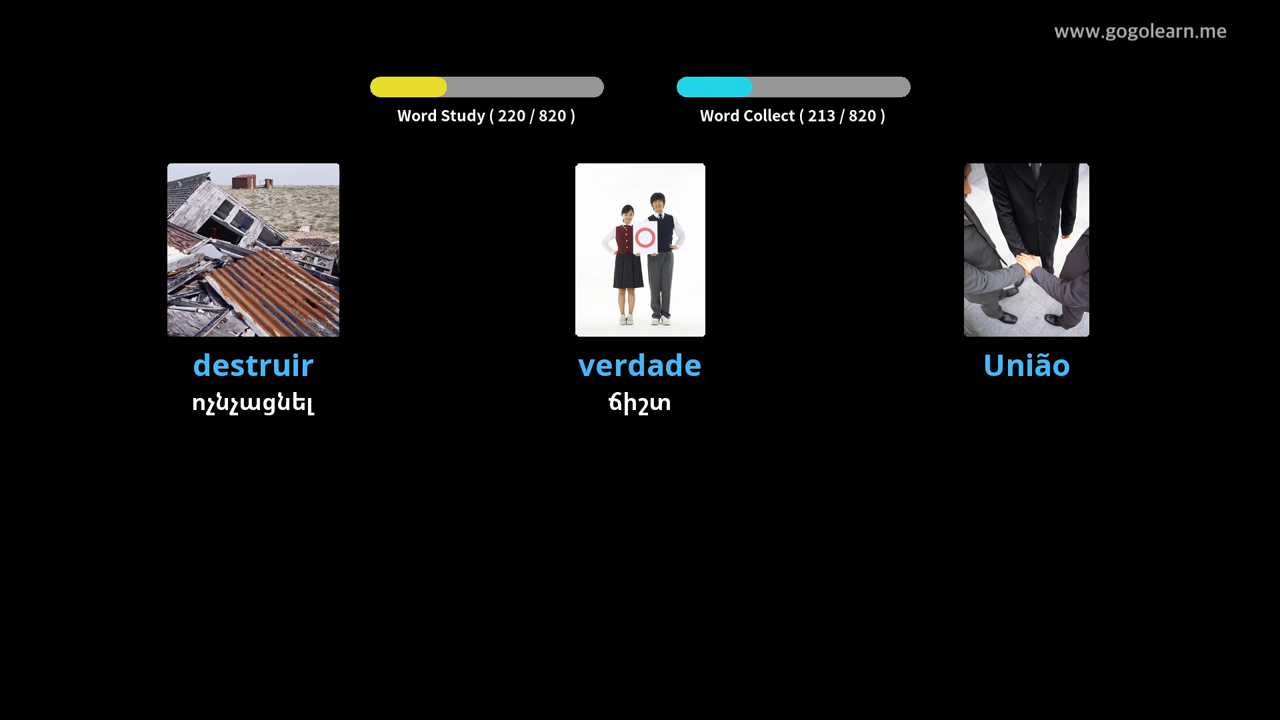 www.gogolearn.me
Word Study ( 220 / 820 )
Word Collect ( 213 / 820 )
destruir
ոչնչացնել
verdade
ճիշտ
União